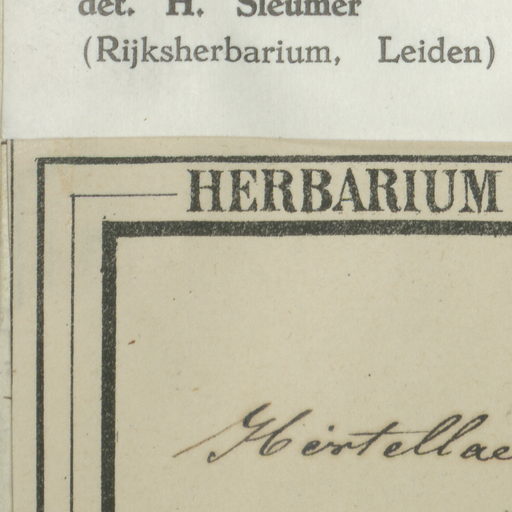 det. H. Sleumer
(Rijksherbarium, Leiden)
HERBARIUM
Hirtellae